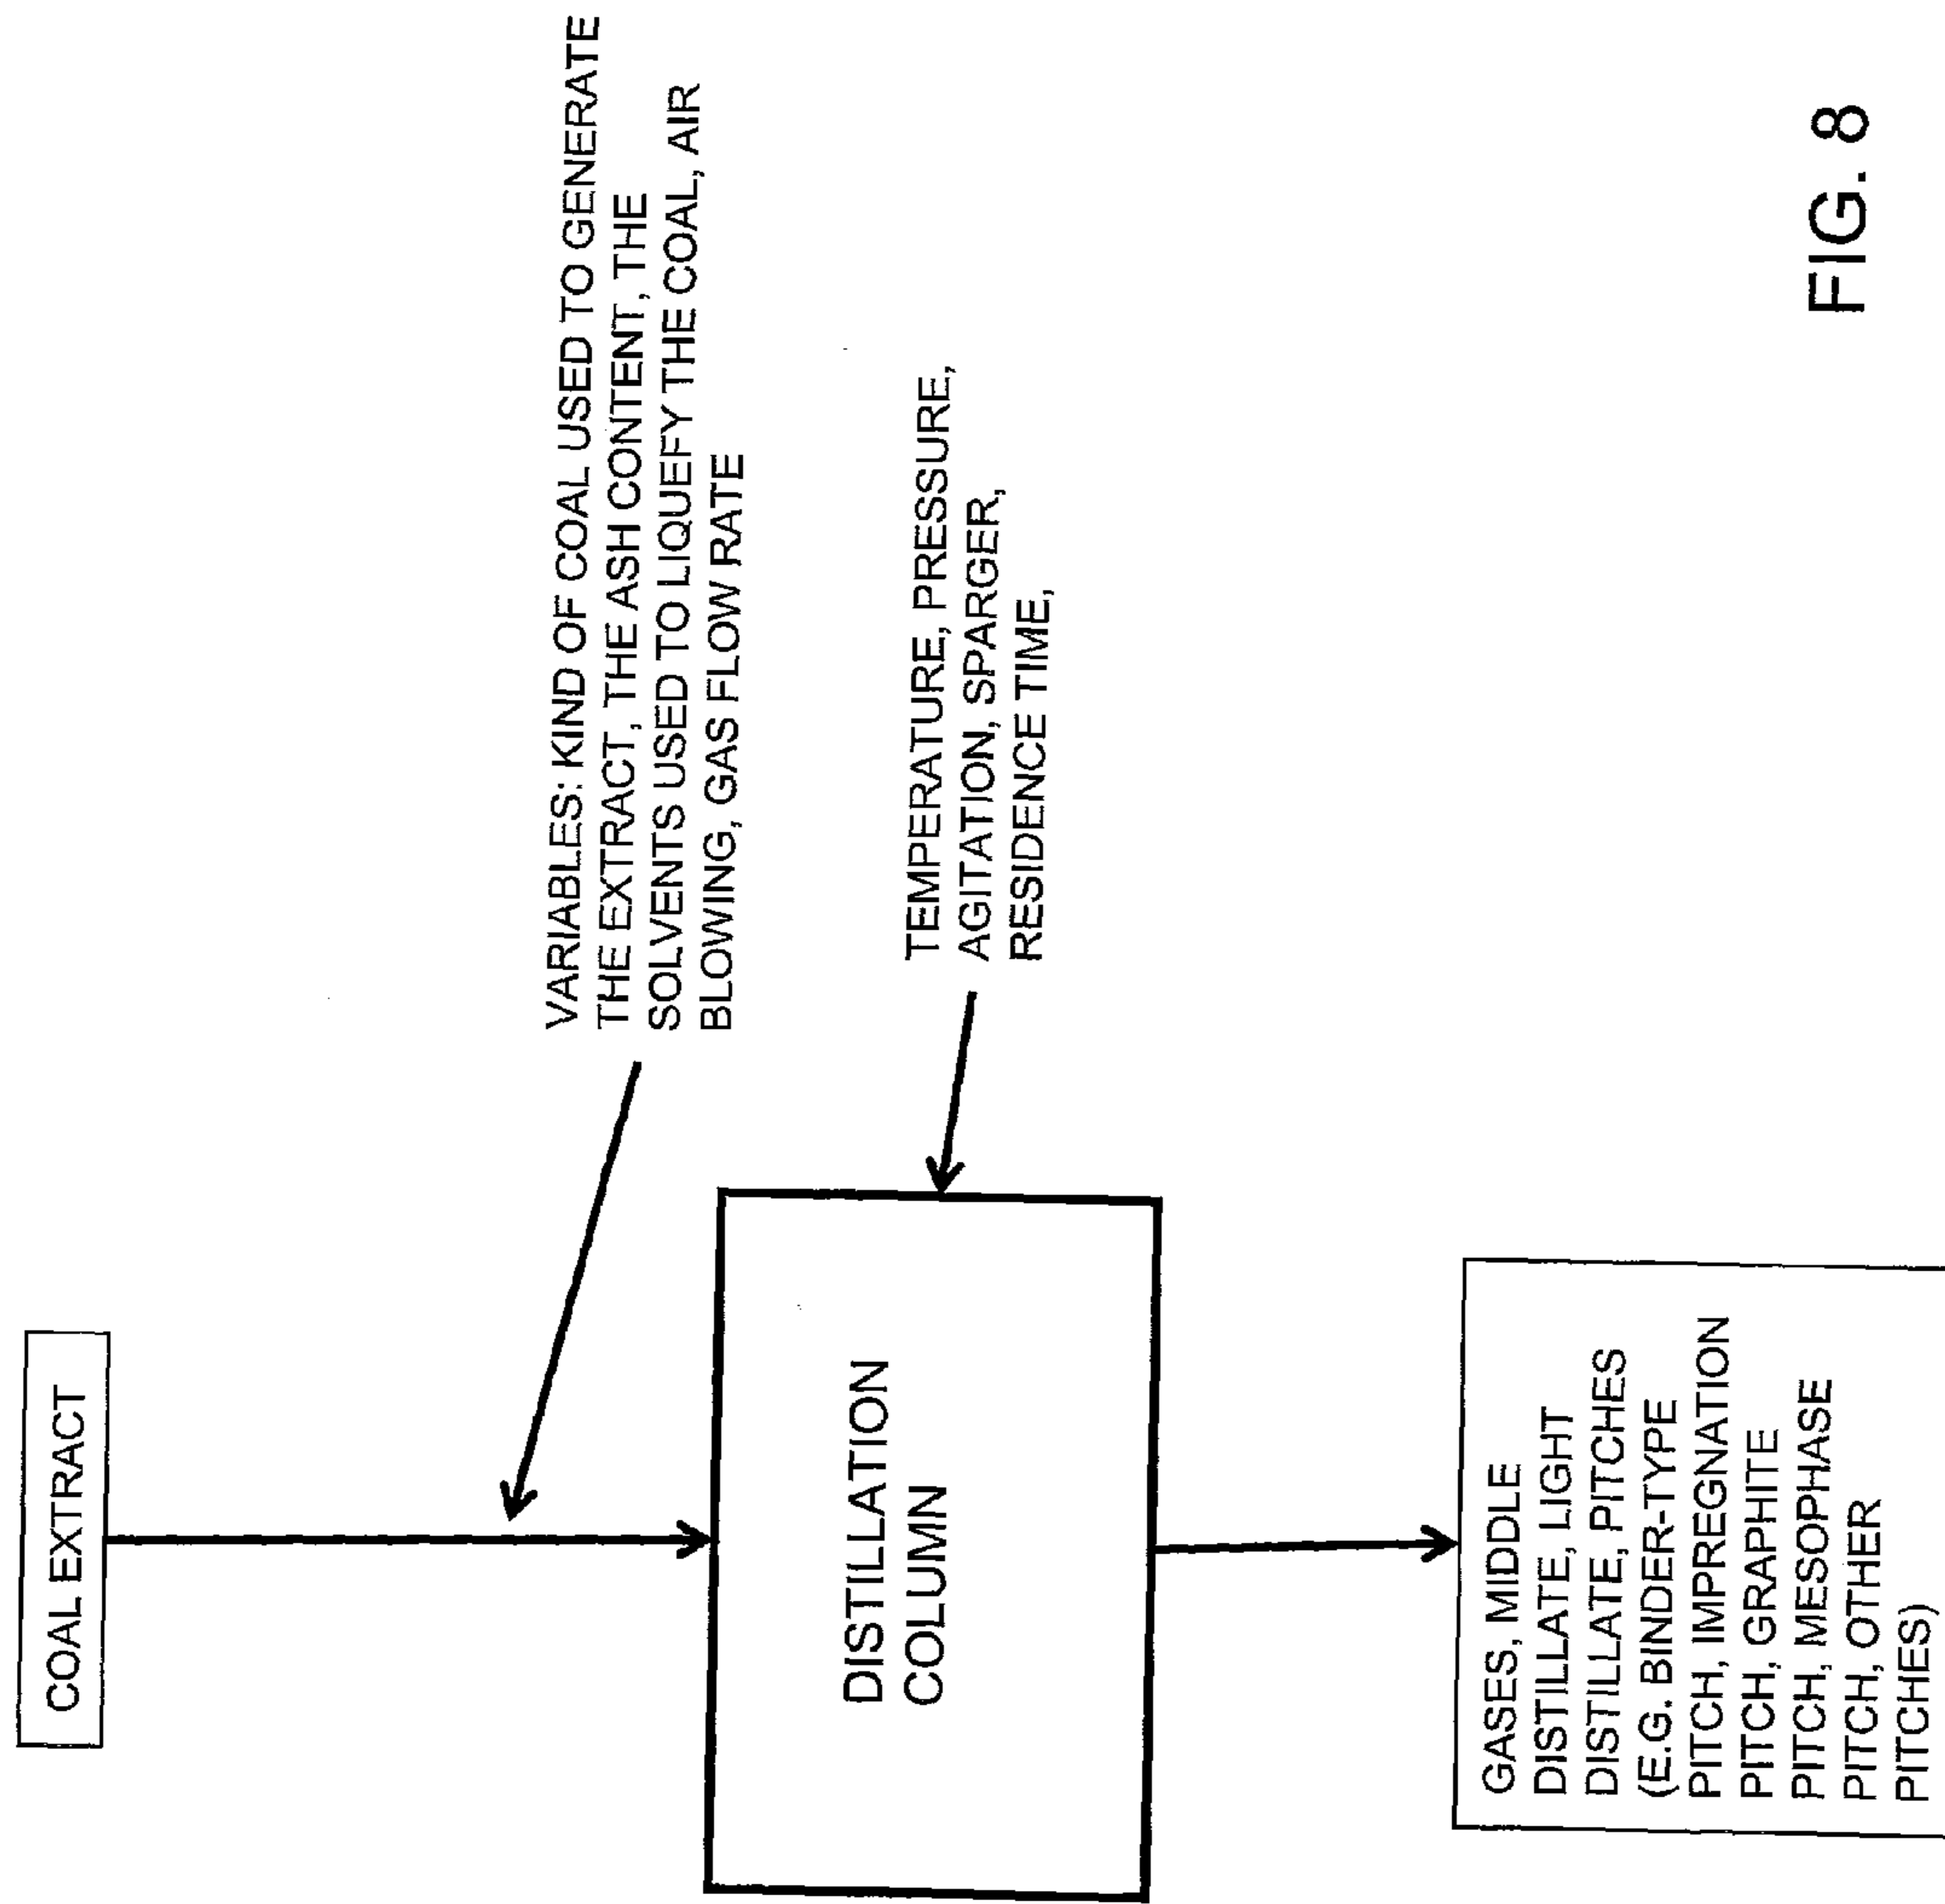 COAL EXTRACT
VARIABLES: KIND OF COAL USED TO GENERATE
THE EXTRACT, THE ASH CONTENT, THE
SOLVENTS USED TO LIQUEFY THE COAL, AIR
BLOWING, GAS FLOW RATE
DISTILLATION
COLUMN
TEMPERATURE, PRESSURE,
AGITATION, SPARGER,
RESIDENCE TIME,
GASES, MIDDLE
DISTILLATE, LIGHT
DISTILLATE, PITCHES
(E.G. BINDER-TYPE
PITCH, IMPREGNATION
PITCH, GRAPHITE
PITCH, MESOPHASE
PITCH, OTHER
PITCHES)
FIG. 8